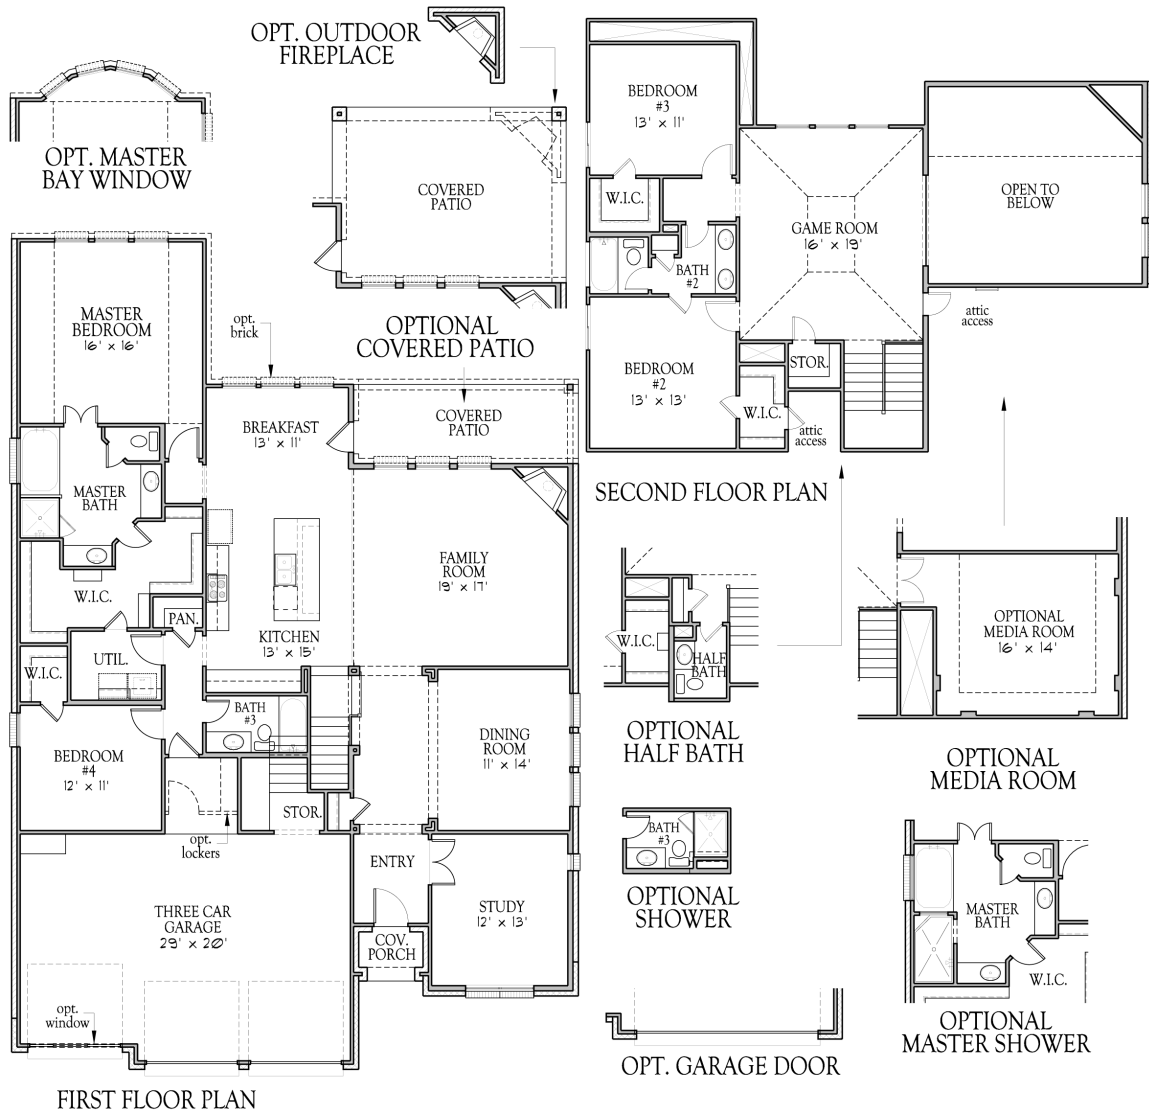 OPT. OUTDOOR
FIREPLACE
OPT. MASTER
BAY WINDOW
COVERED
PATIO
OPTIONAL
COVERED PATIO
MASTER
BEDROOM
16' x 16'
opt.
brick
BREAKFAST
13' x 11'
COVERED
PATIO
MASTER
BATH
FAMILY
ROOM
19' x 17'
W.I.C.
PAN.
KITCHEN
13' x 15'
UTIL.
W.I.C.
BATH
#3
BEDROOM
#4
12' x 11'
DINING
ROOM
11' x 14'
STOR.
opt.
lockers
ENTRY
THREE CAR
GARAGE
29' x 20'
STUDY
12' x 13'
COV.
PORCH
opt.
window
FIRST FLOOR PLAN
BEDROOM
#3
13' x 11'
W.I.C.
GAME ROOM
16' x 19'
OPEN TO
BELOW
BATH
#2
attic
access
STOR.
BEDROOM
#2
13' x 13'
W.I.C.
attic
access
SECOND FLOOR PLAN
W.I.C.
HALF
BATH
OPTIONAL
HALF BATH
OPTIONAL
MEDIA ROOM
16' x 14'
OPTIONAL
MEDIA ROOM
BATH
#3
OPTIONAL
SHOWER
MASTER
BATH
W.I.C.
OPTIONAL
MASTER SHOWER
OPT. GARAGE DOOR